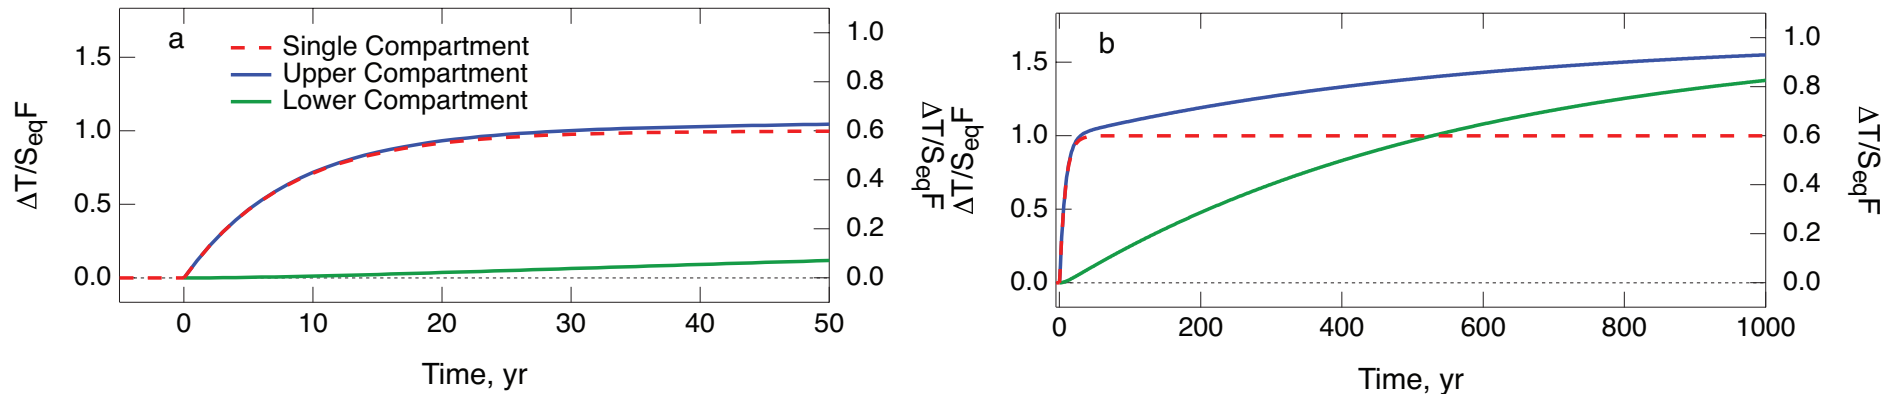 a
Single Compartment
Upper Compartment
Lower Compartment
1.5
1.0
0.5
0.0
1.0
0.8
0.6
0.4
0.2
0.0
ΔT/SeqF
ΔT/SeqF
0
10
20
30
40
50
Time, yr
b
1.5
1.0
0.5
0.0
1.0
0.8
0.6
0.4
0.2
0.0
ΔT/SeqF
ΔT/SeqF
0
200
400
600
800
1000
Time, yr